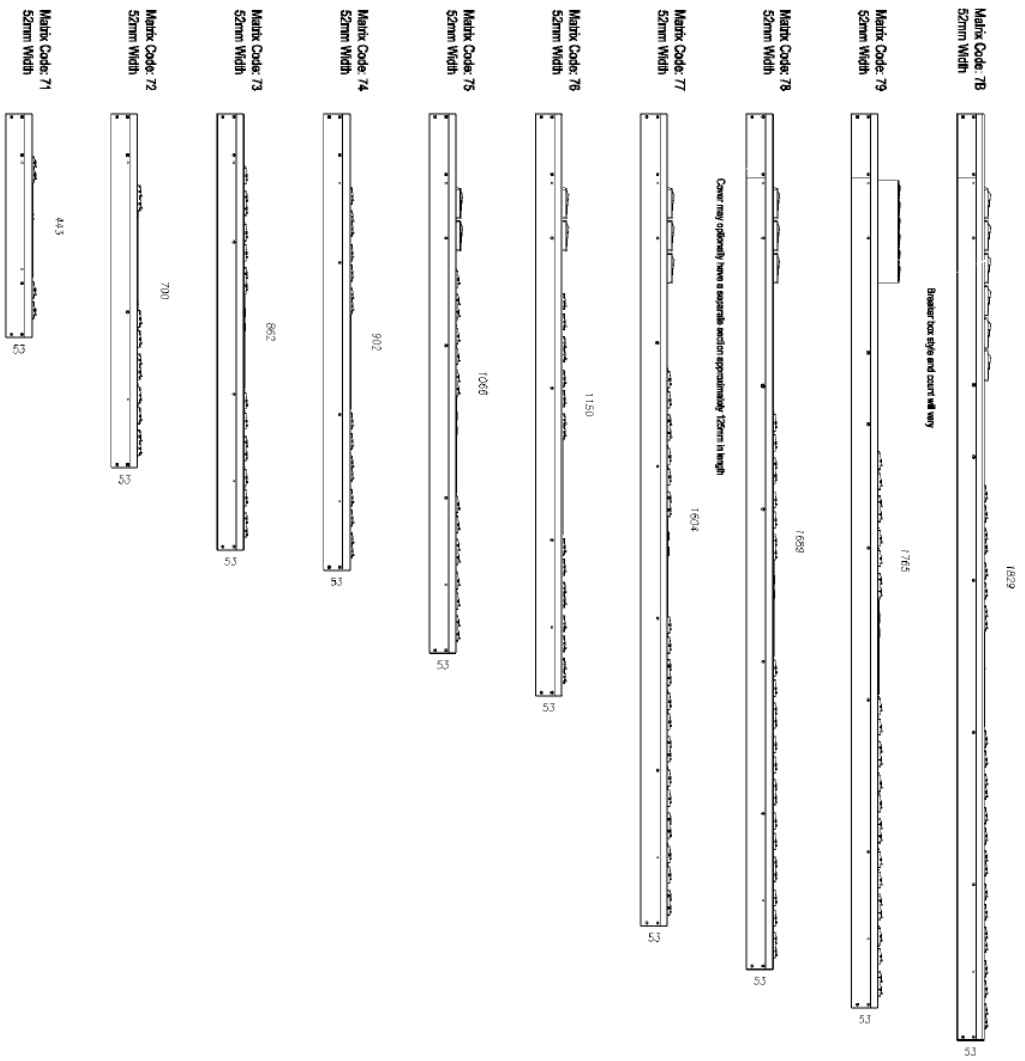 1829
Matrix Code: 7B
52mm Width
53
Breaker box style and count will vary
1765
Matrix Code: 79
52mm Width
53
1689
Matrix Code: 78
52mm Width
53
Cover may optionally have a separate section approximately 125mm in length
1604
Matrix Code: 77
52mm Width
53
1150
Matrix Code: 76
52mm Width
53
1066
Matrix Code: 75
52mm Width
53
902
Matrix Code: 74
52mm Width
53
862
Matrix Code: 73
52mm Width
53
700
Matrix Code: 72
52mm Width
53
443
Matrix Code: 71
52mm Width
53